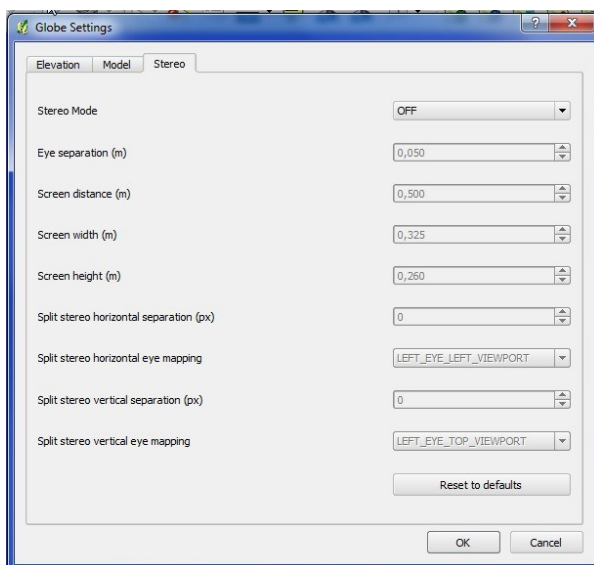 Globe Settings
Elevation Model Stereo
Stereo Mode OFF
Eye separation (m) 0,050
Screen distance (m) 0,500
Screen width (m) 0,325
Screen height (m) 0,260
Split stereo horizontal separation (px) 0
Split stereo horizontal eye mapping LEFT_EYE_LEFT_VIEWPORT
Split stereo vertical separation (px) 0
Split stereo vertical eye mapping LEFT_EYE_TOP_VIEWPORT
Reset to defaults
OK Cancel